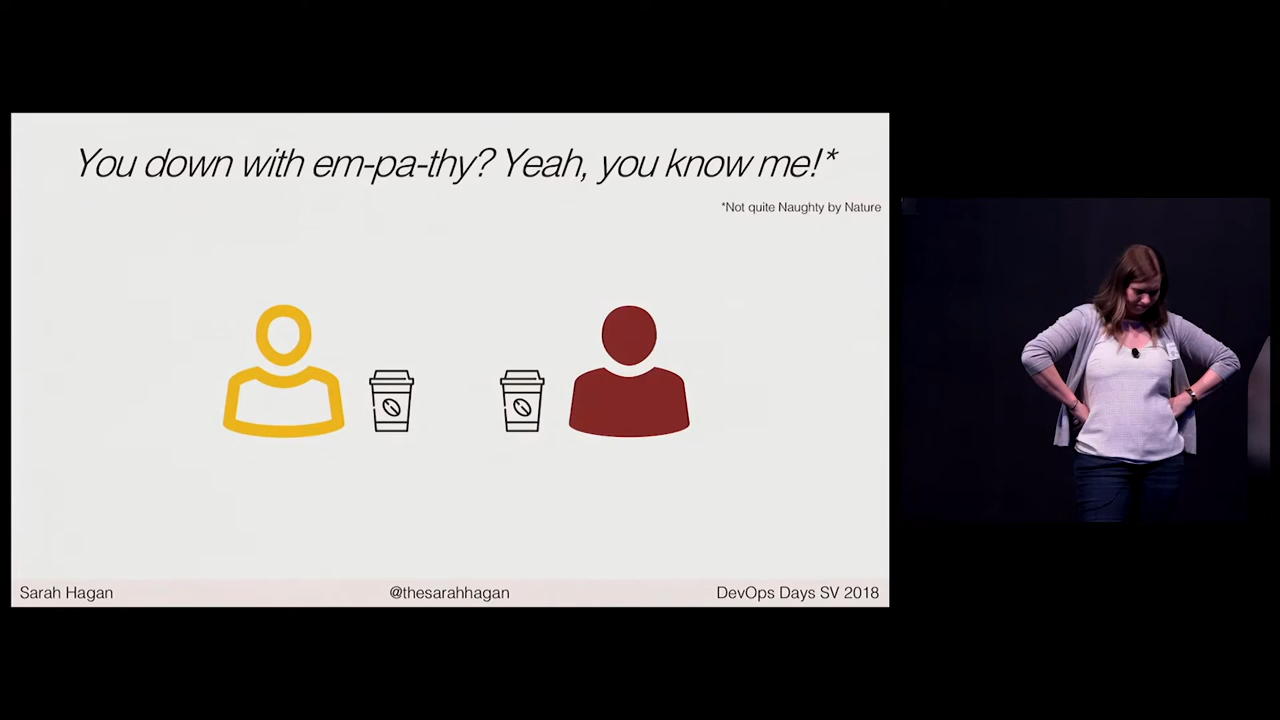 You down with em-pa-thy? Yeah, you know me!*
*Not quite Naughty by Nature
Sarah Hagan
@thesarahhagan
DevOps Days SV 2018